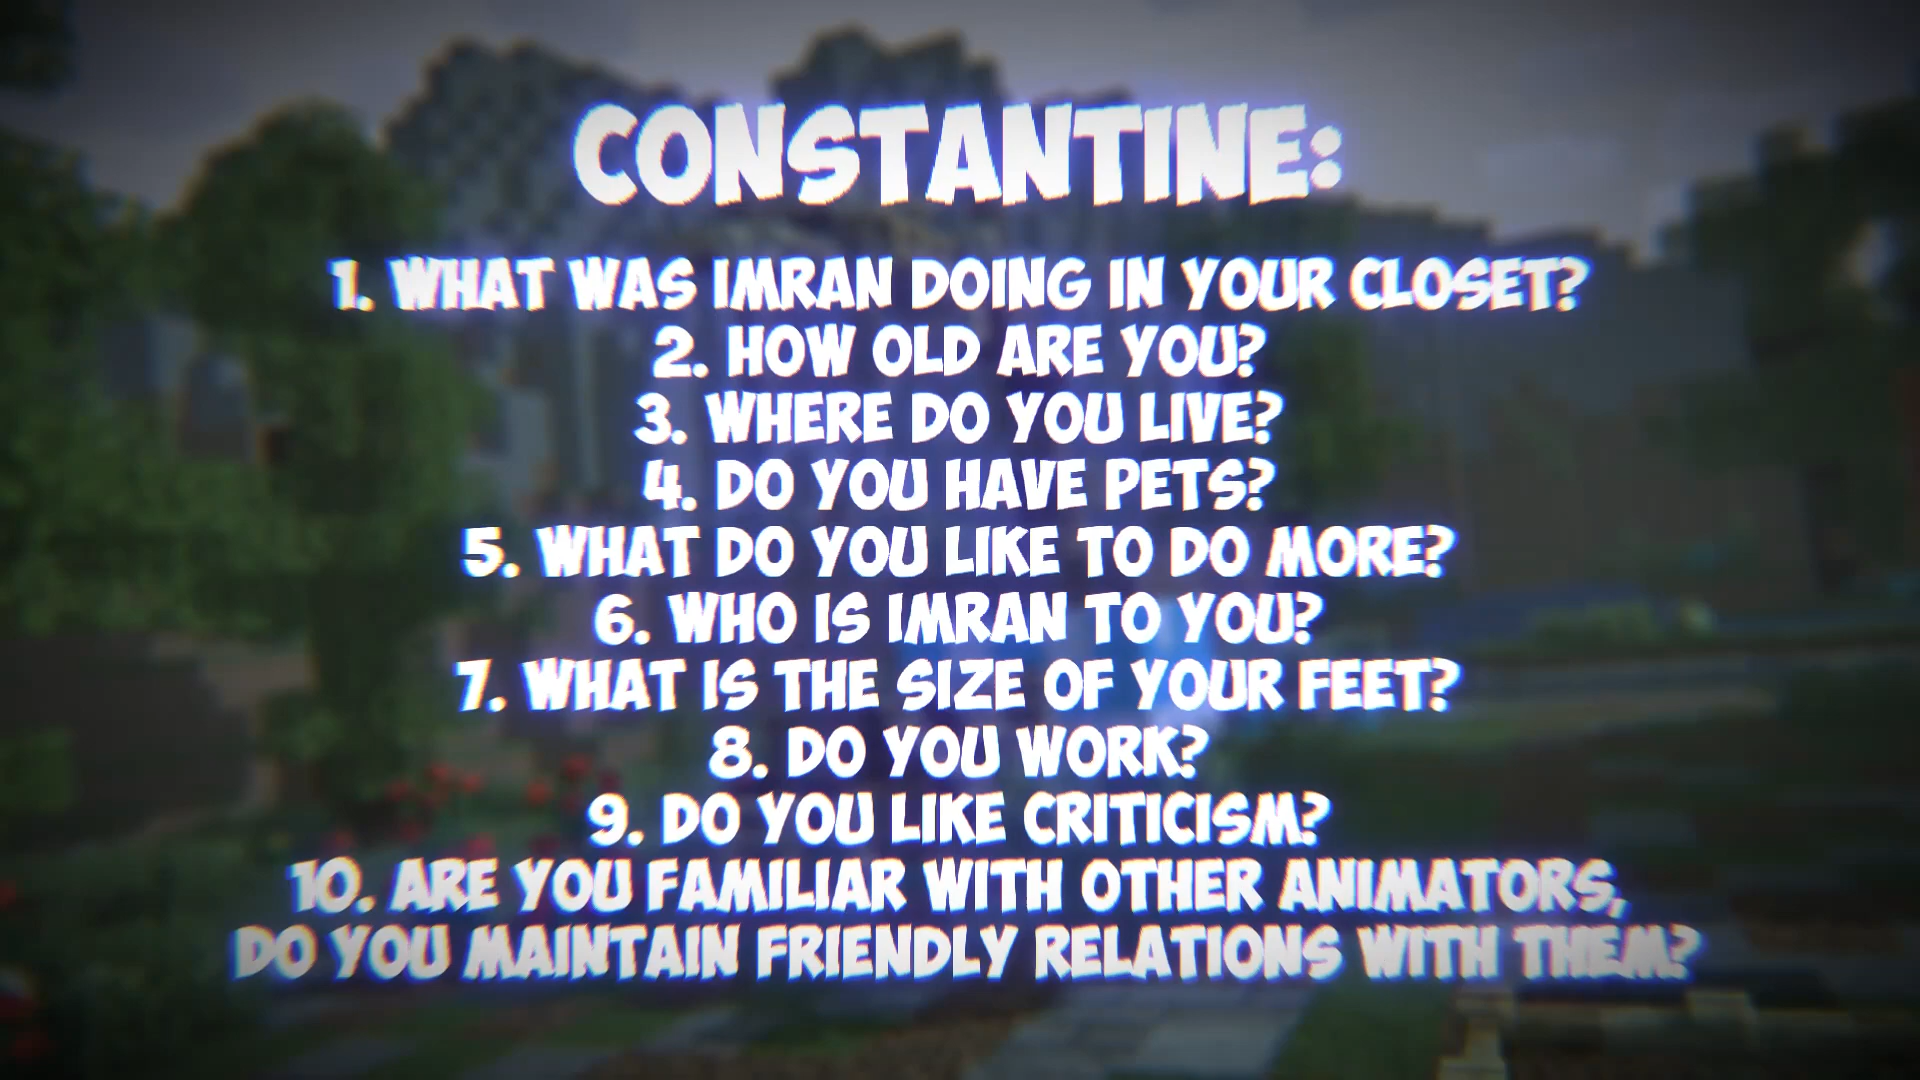 CONSTANTINE:
1. WHAT WAS IMRAN DOING IN YOUR CLOSET?
2. HOW OLD ARE YOU?
3. WHERE DO YOU LIVE?
4. DO YOU HAVE PETS?
5. WHAT DO YOU LIKE TO DO MORE?
6. WHO IS IMRAN TO YOU?
7. WHAT IS THE SIZE OF YOUR FEET?
8. DO YOU WORK?
9. DO YOU LIKE CRITICISM?
10. ARE YOU FAMILIAR WITH OTHER ANIMATORS,
DO YOU MAINTAIN FRIENDLY RELATIONS WITH THEM?